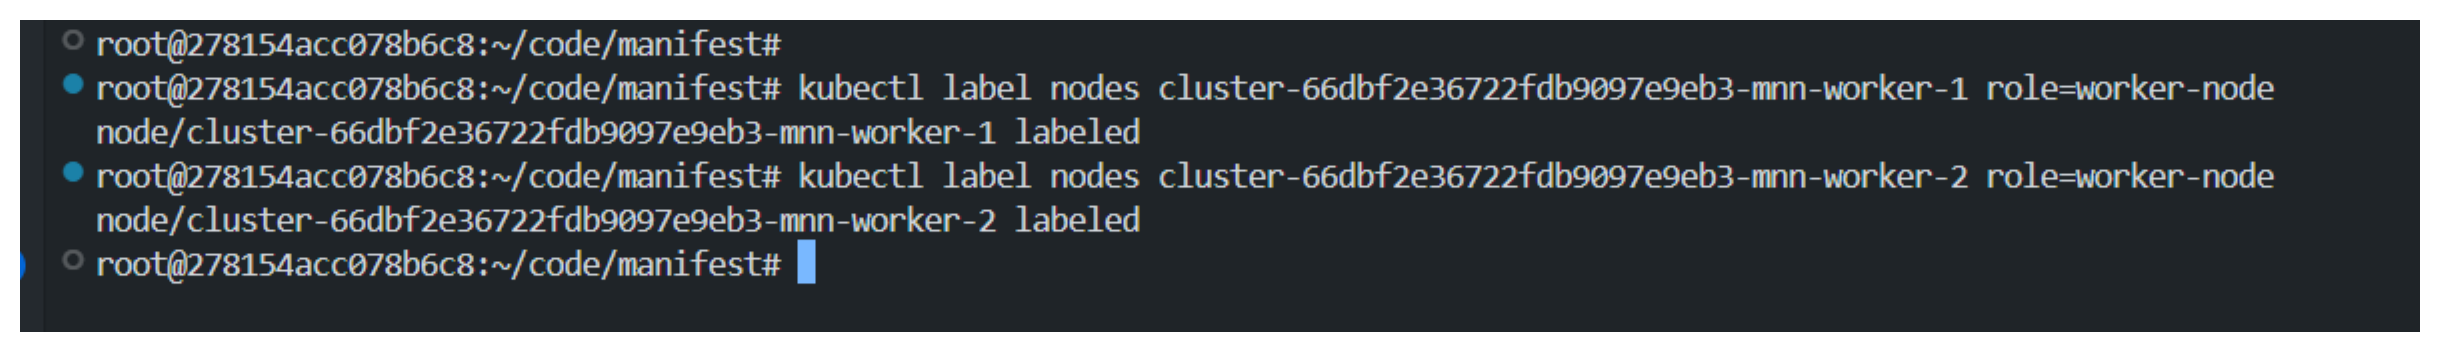 root@278154acc078b6c8:~/code/manifest#
root@278154acc078b6c8:~/code/manifest# kubectl label nodes cluster-66dbf2e36722fdb9097e9eb3-mnn-worker-1 role=worker-node
node/cluster-66dbf2e36722fdb9097e9eb3-mnn-worker-1 labeled
root@278154acc078b6c8:~/code/manifest# kubectl label nodes cluster-66dbf2e36722fdb9097e9eb3-mnn-worker-2 role=worker-node
node/cluster-66dbf2e36722fdb9097e9eb3-mnn-worker-2 labeled
root@278154acc078b6c8:~/code/manifest#